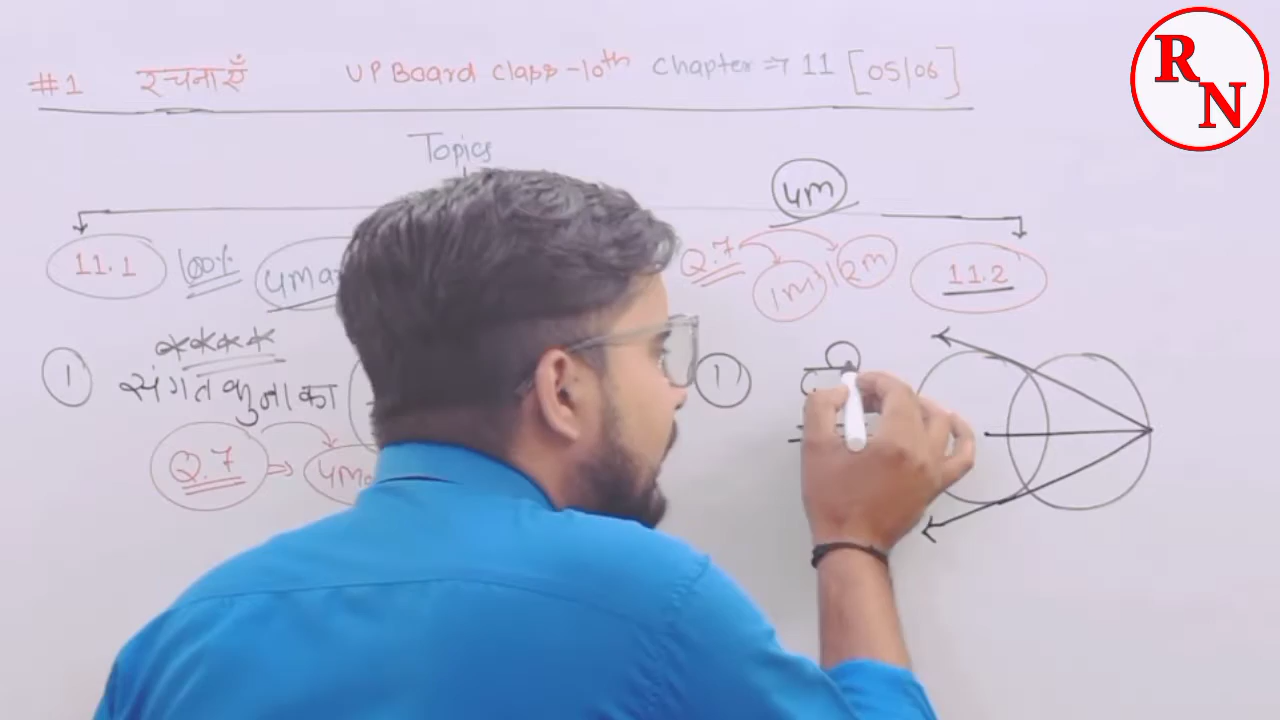 #1 रचनाएँ UP Board Class-10th Chapter ⇒ 11 [05/06]
R N
Topics
4m
11.1 100% Q.7 1m 2m 11.2
****
1 संगत भुजा का 1
Q.7 ⇒